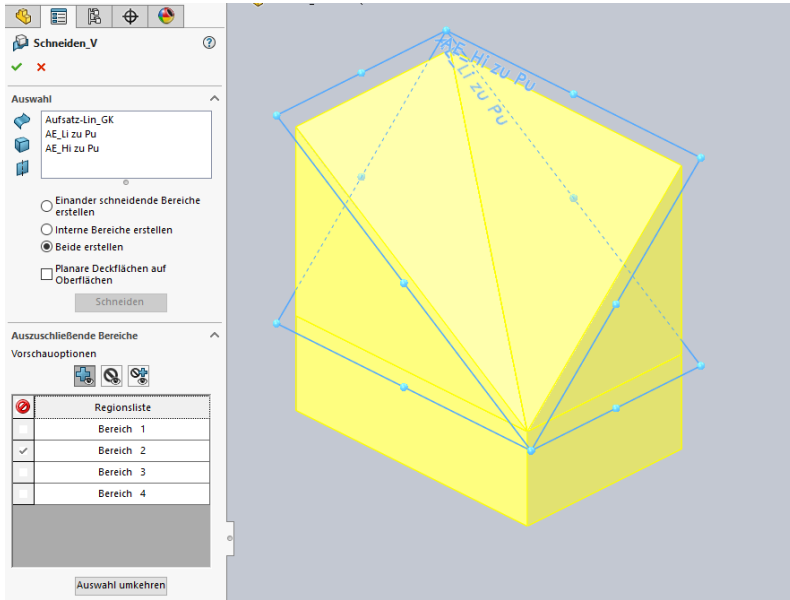 Schneiden_V
Auswahl
Aufsatz-Lin_GK
AE_Li zu Pu
AE_Hi zu Pu
Einander schneidende Bereiche
erstellen
Interne Bereiche erstellen
Beide erstellen
Planare Deckflächen auf
Oberflächen
Schneiden
Auszuschließende Bereiche
Vorschauoptionen
Regionsliste
Bereich 1
Bereich 2
Bereich 3
Bereich 4
Auswahl umkehren
AE_Hi zu Pu
AE_Li zu Pu